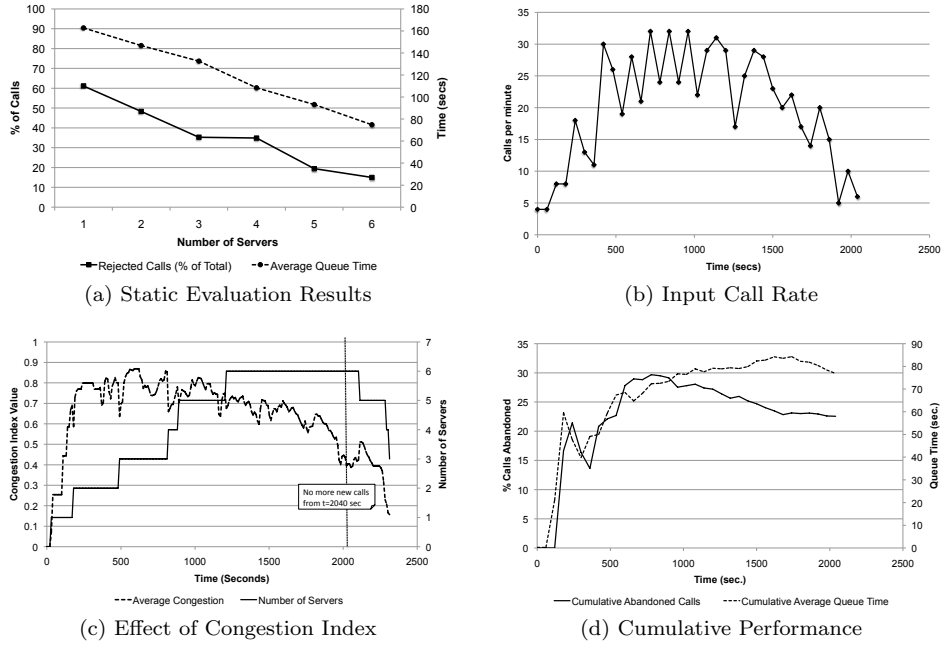 100
90
80
70
60
50
40
30
20
10
0
% of Calls
180
160
140
120
100
80
60
40
20
0
Time (secs)
1 2 3 4 5 6
Number of Servers
Rejected Calls (% of Total) Average Queue Time
(a) Static Evaluation Results
35
30
25
20
15
10
5
0
Calls per minute
0 500 1000 1500 2000 2500
Time (secs)
(b) Input Call Rate
1
0.9
0.8
0.7
0.6
0.5
0.4
0.3
0.2
0.1
0
Congestion Index Value
7
6
5
4
3
2
1
0
Number of Servers
No more new calls
from t=2040 sec
0 500 1000 1500 2000 2500
Time (Seconds)
Average Congestion Number of Servers
(c) Effect of Congestion Index
35
30
25
20
15
10
5
0
% Calls Abandoned
90
80
70
60
50
40
30
20
10
0
Queue Time (sec.)
0 500 1000 1500 2000 2500
Time (sec.)
Cumulative Abandoned Calls Cumulative Average Queue Time
(d) Cumulative Performance